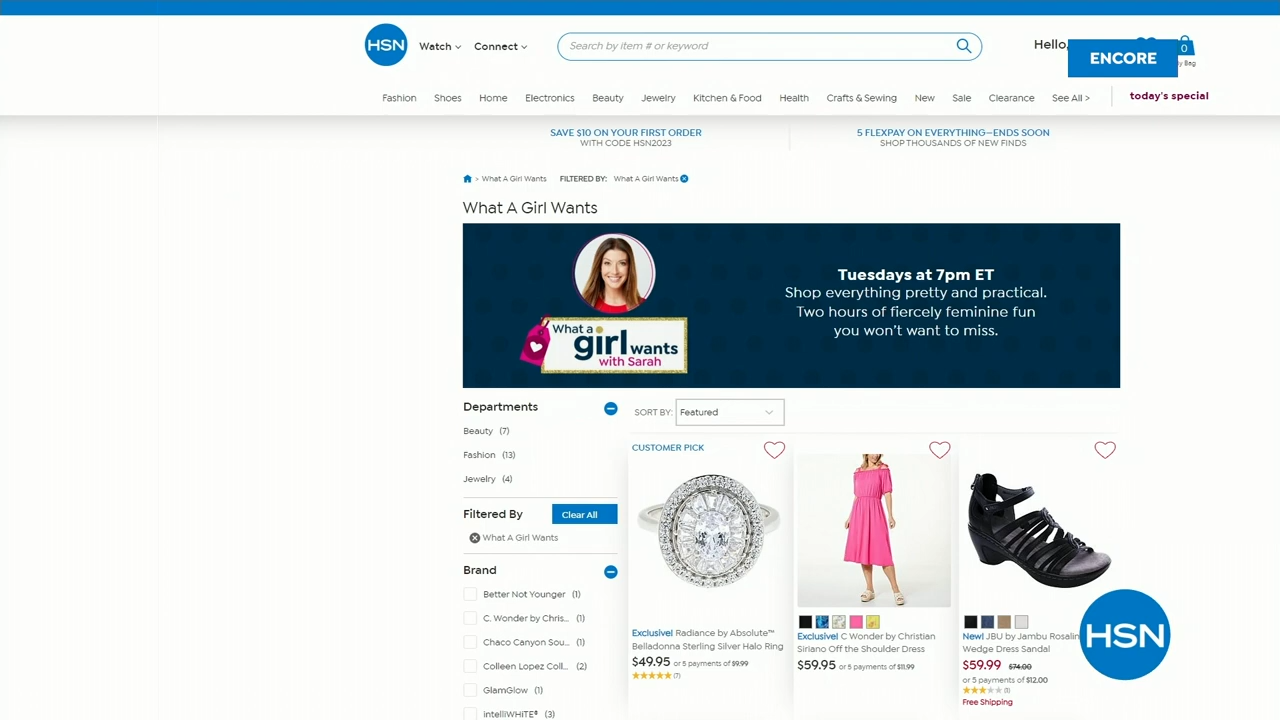 HSN
Watch
Connect
Search by item # or keyword
Hello,
0
y Bag
ENCORE
Fashion
Shoes
Home
Electronics
Beauty
Jewelry
Kitchen & Food
Health
Crafts & Sewing
New
Sale
Clearance
See All >
today's special
SAVE $10 ON YOUR FIRST ORDER
WITH CODE HSN2023
5 FLEXPAY ON EVERYTHING—ENDS SOON
SHOP THOUSANDS OF NEW FINDS
> What A Girl Wants
FILTERED BY: What A Girl Wants
What A Girl Wants
What a
girl wants
with Sarah
Tuesdays at 7pm ET
Shop everything pretty and practical.
Two hours of fiercely feminine fun
you won't want to miss.
Departments
Beauty (7)
Fashion (13)
Jewelry (4)
Filtered By
Clear All
What A Girl Wants
Brand
Better Not Younger (1)
C. Wonder by Chris... (1)
Chaco Canyon Sou... (1)
Colleen Lopez Coll... (2)
GlamGlow (1)
intelliWHiTE® (3)
SORT BY: Featured
CUSTOMER PICK
Exclusive! Radiance by Absolute™
Belladonna Sterling Silver Halo Ring
$49.95 or 5 payments of $9.99
(7)
Exclusive! C Wonder by Christian
Siriano Off the Shoulder Dress
$59.95 or 5 payments of $11.99
New! JBU by Jambu Rosalin
Wedge Dress Sandal
$59.99 $74.00
or 5 payments of $12.00
Free Shipping
HSN